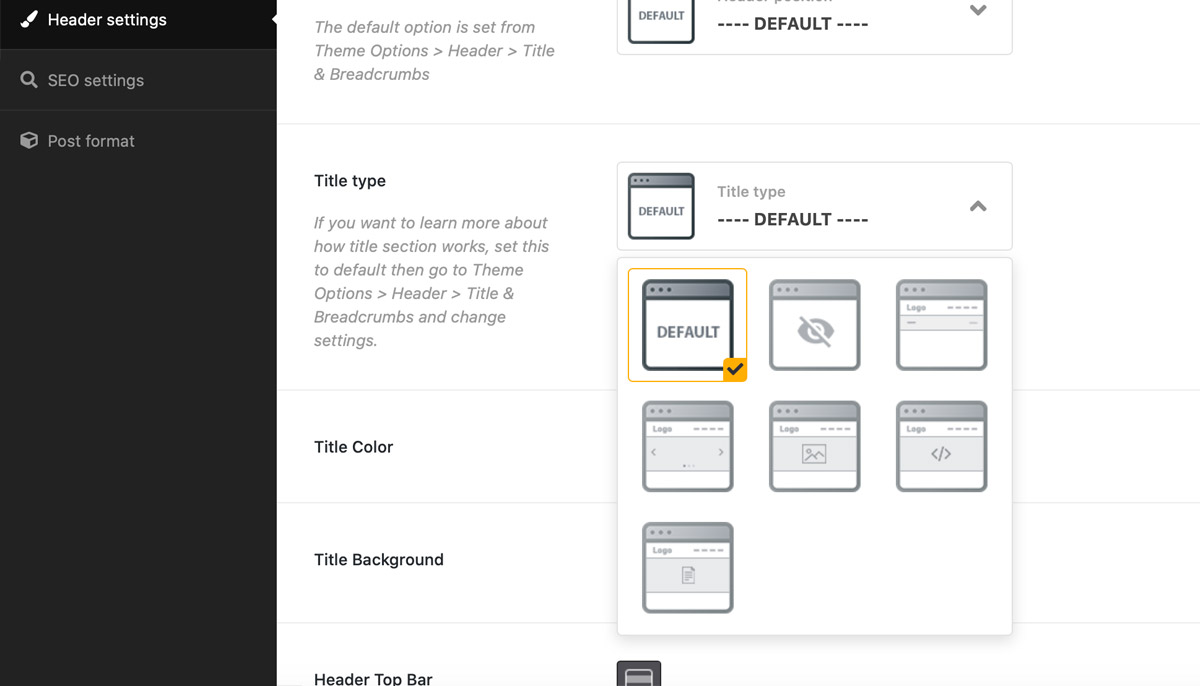 Header settings
SEO settings
Post format
The default option is set from
Theme Options > Header > Title
& Breadcrumbs
DEFAULT
Header position
---- DEFAULT ----
Title type
If you want to learn more about
how title section works, set this
to default then go to Theme
Options > Header > Title &
Breadcrumbs and change
settings.
DEFAULT
Title type
---- DEFAULT ----
DEFAULT
Logo
Logo
Logo
Logo
</>
Logo
Title Color
Title Background
Header Top Bar